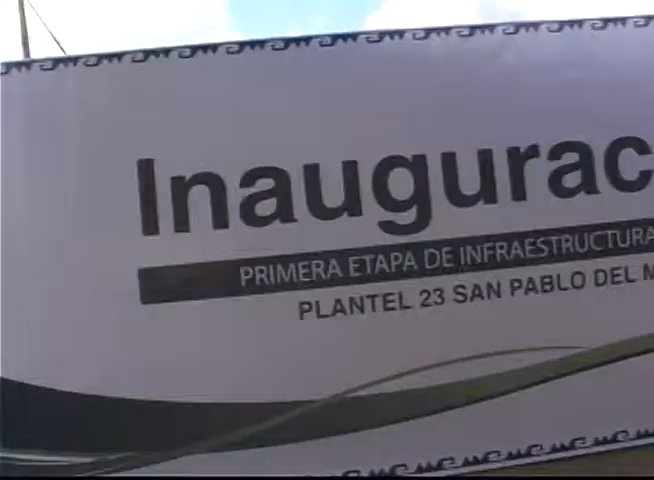 Inaugurac
PRIMERA ETAPA DE INFRAESTRUCTURA
PLANTEL 23 SAN PABLO DEL M